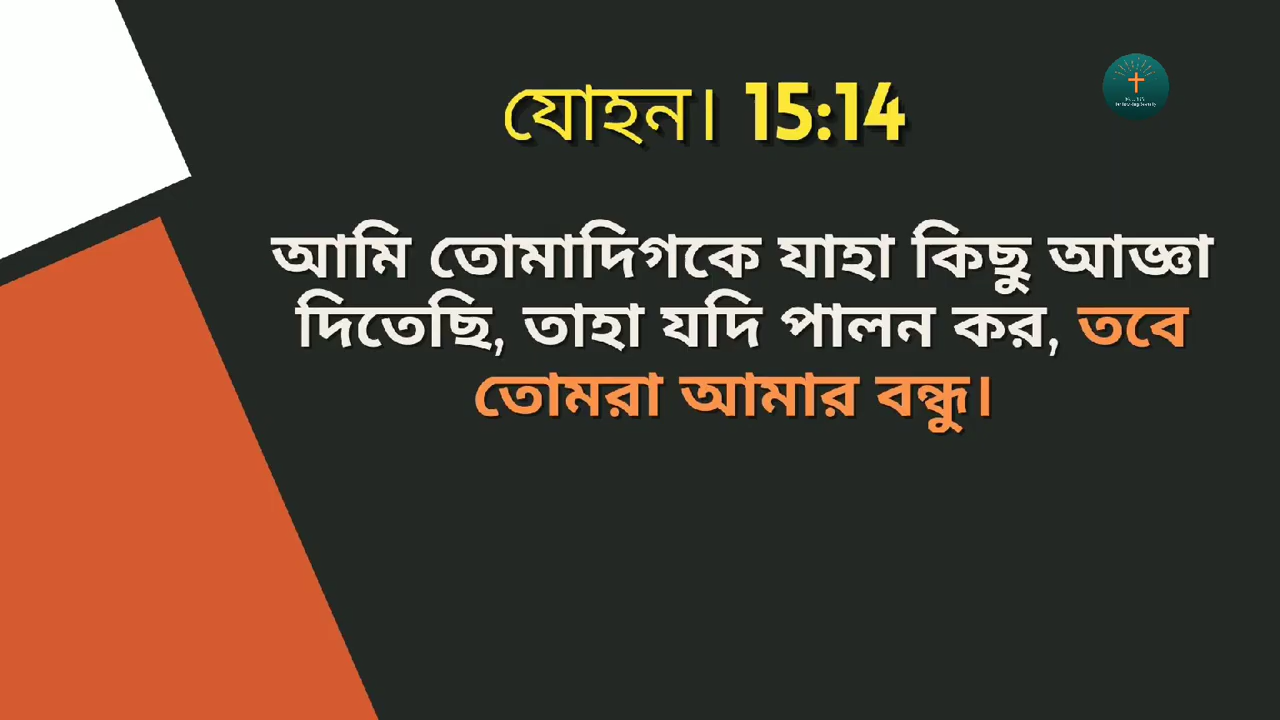 যোহন। 15:14
আমি তোমাদিগকে যাহা কিছু আজ্ঞা
দিতেছি, তাহা যদি পালন কর, তবে
তোমরা আমার বন্ধু।